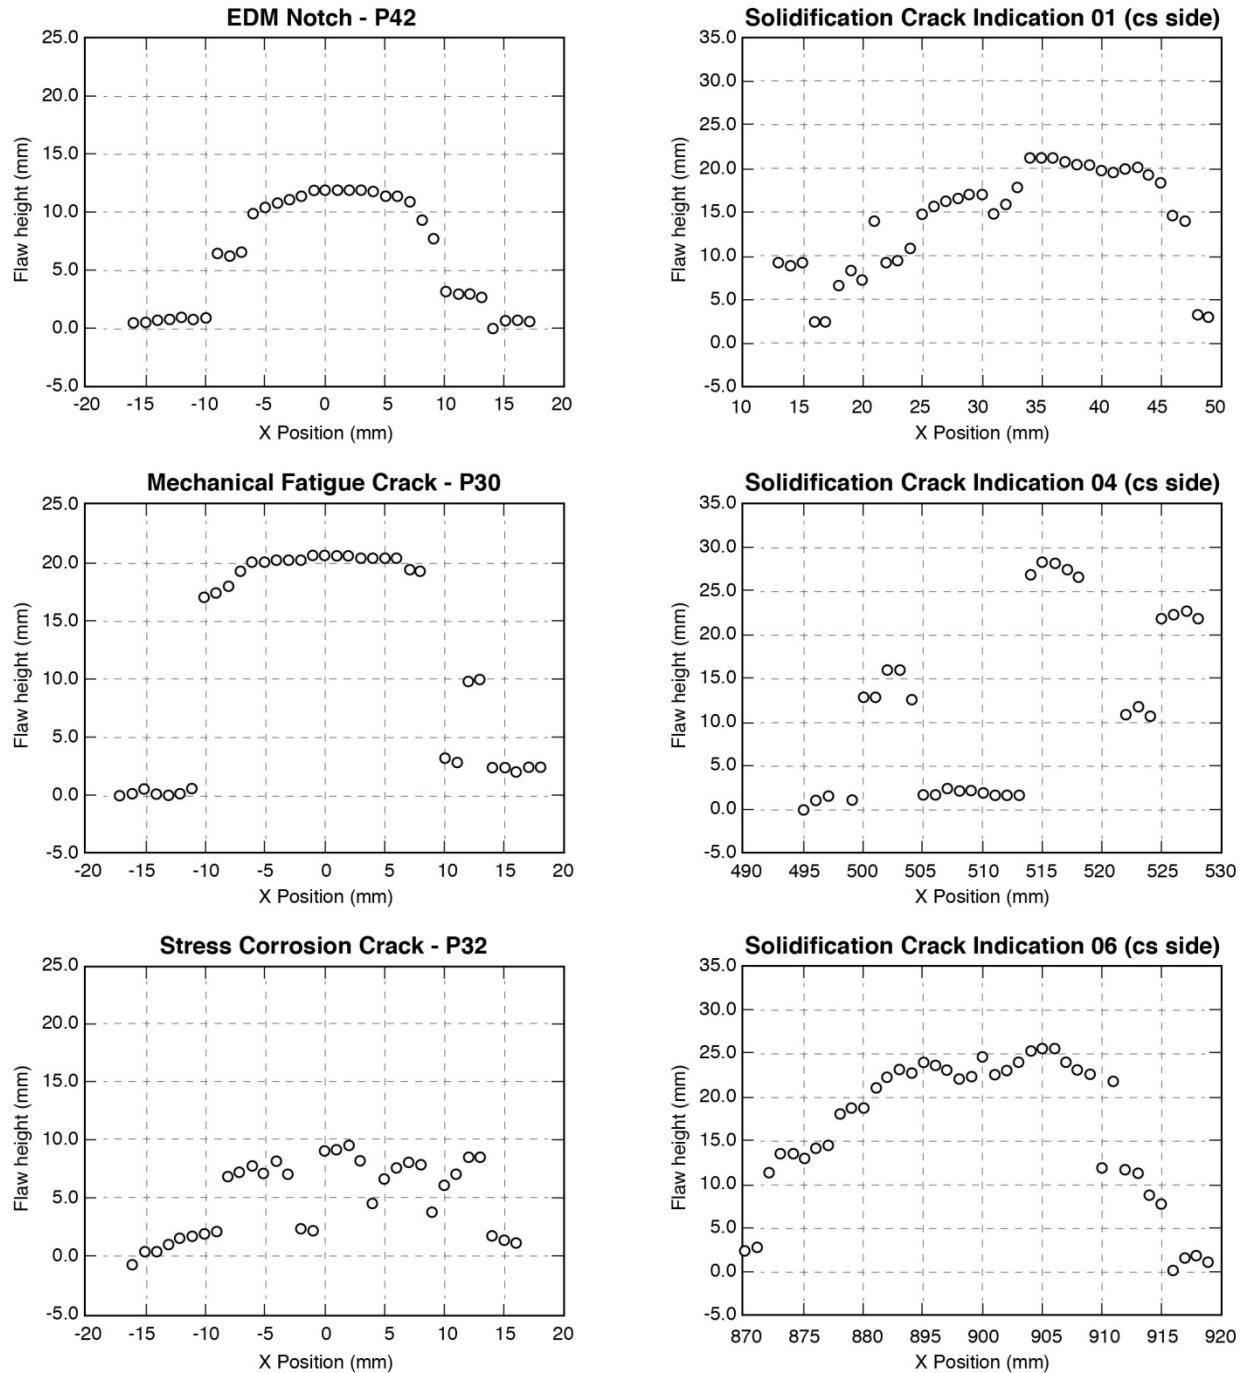 EDM Notch - P42
25.0
20.0
15.0
10.0
5.0
0.0
-5.0
Flaw height (mm)
-20 -15 -10 -5 0 5 10 15 20
X Position (mm)
Solidification Crack Indication 01 (cs side)
35.0
30.0
25.0
20.0
15.0
10.0
5.0
0.0
-5.0
Flaw height (mm)
10 15 20 25 30 35 40 45 50
X Position (mm)
Mechanical Fatigue Crack - P30
25.0
20.0
15.0
10.0
5.0
0.0
-5.0
Flaw height (mm)
-20 -15 -10 -5 0 5 10 15 20
X Position (mm)
Solidification Crack Indication 04 (cs side)
35.0
30.0
25.0
20.0
15.0
10.0
5.0
0.0
-5.0
Flaw height (mm)
490 495 500 505 510 515 520 525 530
X Position (mm)
Stress Corrosion Crack - P32
25.0
20.0
15.0
10.0
5.0
0.0
-5.0
Flaw height (mm)
-20 -15 -10 -5 0 5 10 15 20
X Position (mm)
Solidification Crack Indication 06 (cs side)
35.0
30.0
25.0
20.0
15.0
10.0
5.0
0.0
-5.0
Flaw height (mm)
870 875 880 895 900 905 910 915 920
X Position (mm)